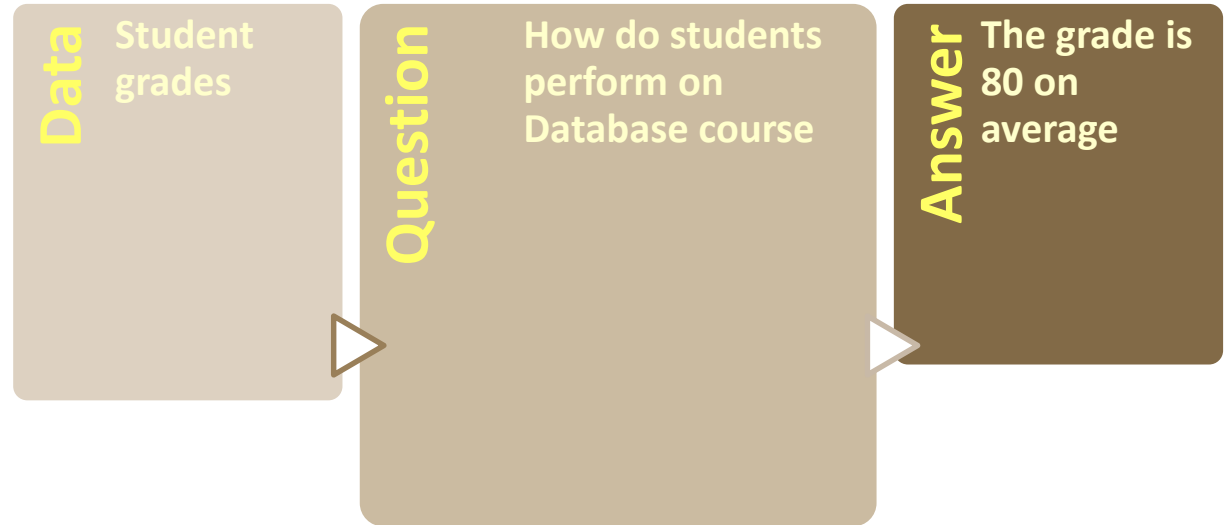 Data
Student
grades
Question
How do students
perform on
Database course
Answer
The grade is
80 on
average